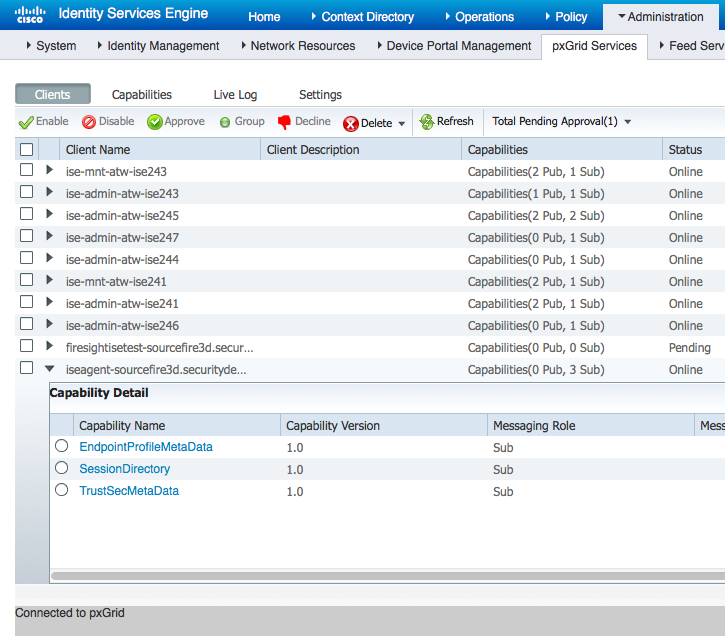 CISCO Identity Services Engine Home Context Directory Operations Policy Administration
System Identity Management Network Resources Device Portal Management pxGrid Services Feed Serv
Clients Capabilities Live Log Settings
Enable Disable Approve Group Decline Delete Refresh Total Pending Approval(1)
Client Name Client Description Capabilities Status
ise-mnt-atw-ise243 Capabilities(2 Pub, 1 Sub) Online
ise-admin-atw-ise243 Capabilities(1 Pub, 1 Sub) Online
ise-admin-atw-ise245 Capabilities(2 Pub, 2 Sub) Online
ise-admin-atw-ise247 Capabilities(0 Pub, 1 Sub) Online
ise-admin-atw-ise244 Capabilities(0 Pub, 1 Sub) Online
ise-mnt-atw-ise241 Capabilities(2 Pub, 1 Sub) Online
ise-admin-atw-ise241 Capabilities(2 Pub, 1 Sub) Online
ise-admin-atw-ise246 Capabilities(0 Pub, 1 Sub) Online
firesightisetest-sourcefire3d.secur... Capabilities(0 Pub, 0 Sub) Pending
iseagent-sourcefire3d.securityde... Capabilities(0 Pub, 3 Sub) Online
Capability Detail
Capability Name Capability Version Messaging Role Mess
EndpointProfileMetaData 1.0 Sub
SessionDirectory 1.0 Sub
TrustSecMetaData 1.0 Sub
Connected to pxGrid